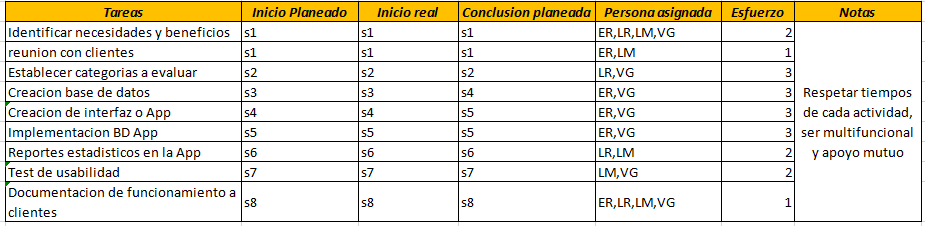 Tareas Inicio Planeado Inicio real Conclusion planeada Persona asignada Esfuerzo Notas
Identificar necesidades y beneficios s1 s1 s1 ER,LR,LM,VG 2
reunion con clientes s1 s1 s1 ER,LM 1
Establecer categorias a evaluar s2 s2 s2 LR,VG 3
Creacion base de datos s3 s3 s4 ER,VG 3
Creacion de interfaz o App s4 s4 s5 ER,VG 3
Implementacion BD App s5 s5 s5 ER,VG 3
Reportes estadisticos en la App s6 s6 s6 LR,LM 2
Test de usabilidad s7 s7 s7 LM,VG 2
Documentacion de funcionamiento a
clientes s8 s8 s8 ER,LR,LM,VG 1
Respetar tiempos
de cada actividad,
ser multifuncional
y apoyo mutuo